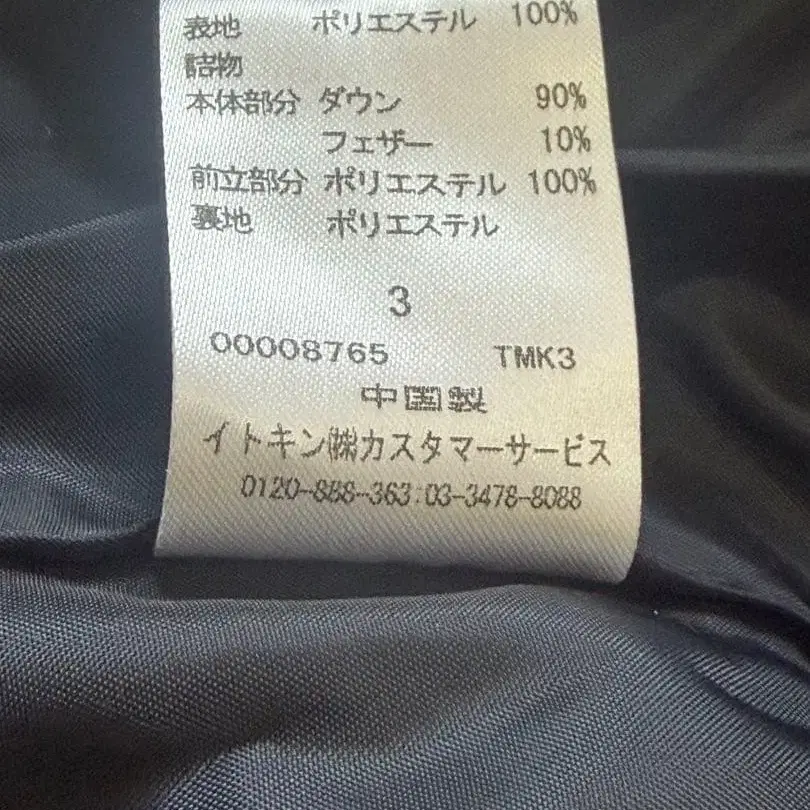 表地 ポリエステル 100%
詰物
本体部分 ダウン 90%
フェザー 10%
前立部分 ポリエステル 100%
裏地 ポリエステル
3
00008765 TMK3
中国製
イトキン㈱カスタマーサービス
0120-888-363:03-3478-8088